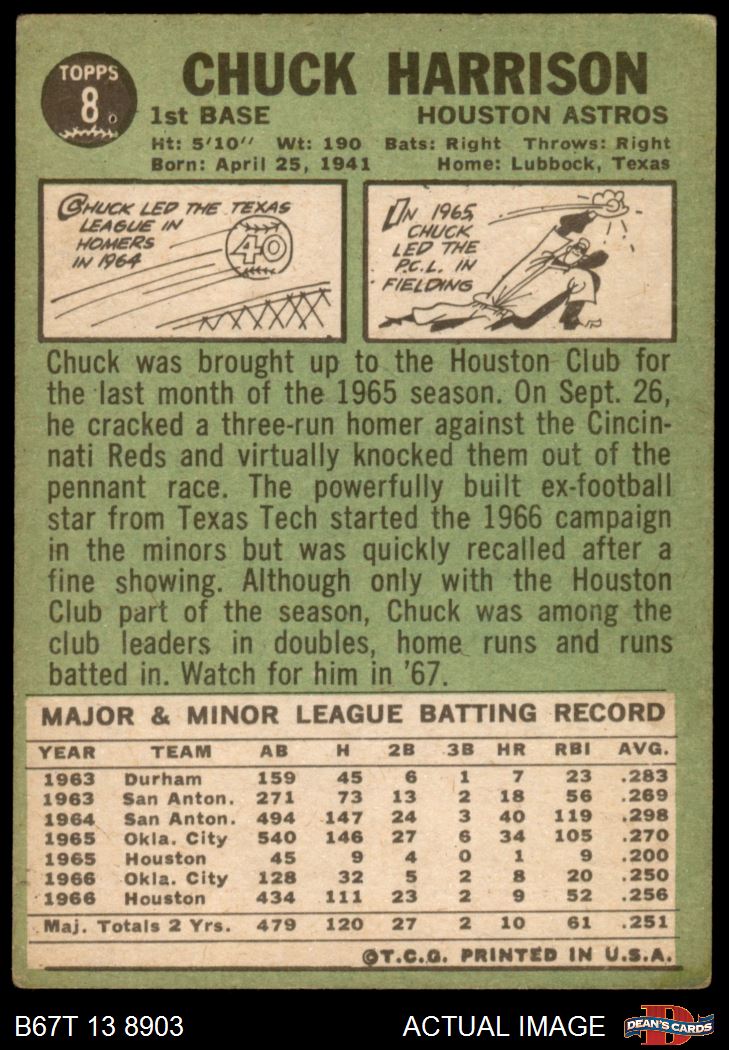 TOPPS
8
CHUCK HARRISON
1st BASE HOUSTON ASTROS
Ht: 5'10" Wt: 190 Bats: Right Throws: Right
Born: April 25, 1941 Home: Lubbock, Texas
CHUCK LED THE TEXAS
LEAGUE IN
HOMERS
IN 1964
40
IN 1965,
CHUCK
LED THE
P.C.L. IN
FIELDING
Chuck was brought up to the Houston Club for
the last month of the 1965 season. On Sept. 26,
he cracked a three-run homer against the Cincin-
nati Reds and virtually knocked them out of the
pennant race. The powerfully built ex-football
star from Texas Tech started the 1966 campaign
in the minors but was quickly recalled after a
fine showing. Although only with the Houston
Club part of the season, Chuck was among the
club leaders in doubles, home runs and runs
batted in. Watch for him in '67.
MAJOR & MINOR LEAGUE BATTING RECORD
YEAR TEAM AB H 2B 3B HR RBI AVG.
1963 Durham 159 45 6 1 7 23 .283
1963 San Anton. 271 73 13 2 18 56 .269
1964 San Anton. 494 147 24 3 40 119 .298
1965 Okla. City 540 146 27 6 34 105 .270
1965 Houston 45 9 4 0 1 9 .200
1966 Okla. City 128 32 5 2 8 20 .250
1966 Houston 434 111 23 2 9 52 .256
Maj. Totals 2 Yrs. 479 120 27 2 10 61 .251
©T.C.G. PRINTED IN U.S.A.
B67T 13 8903 ACTUAL IMAGE
D
DEAN'S CARDS